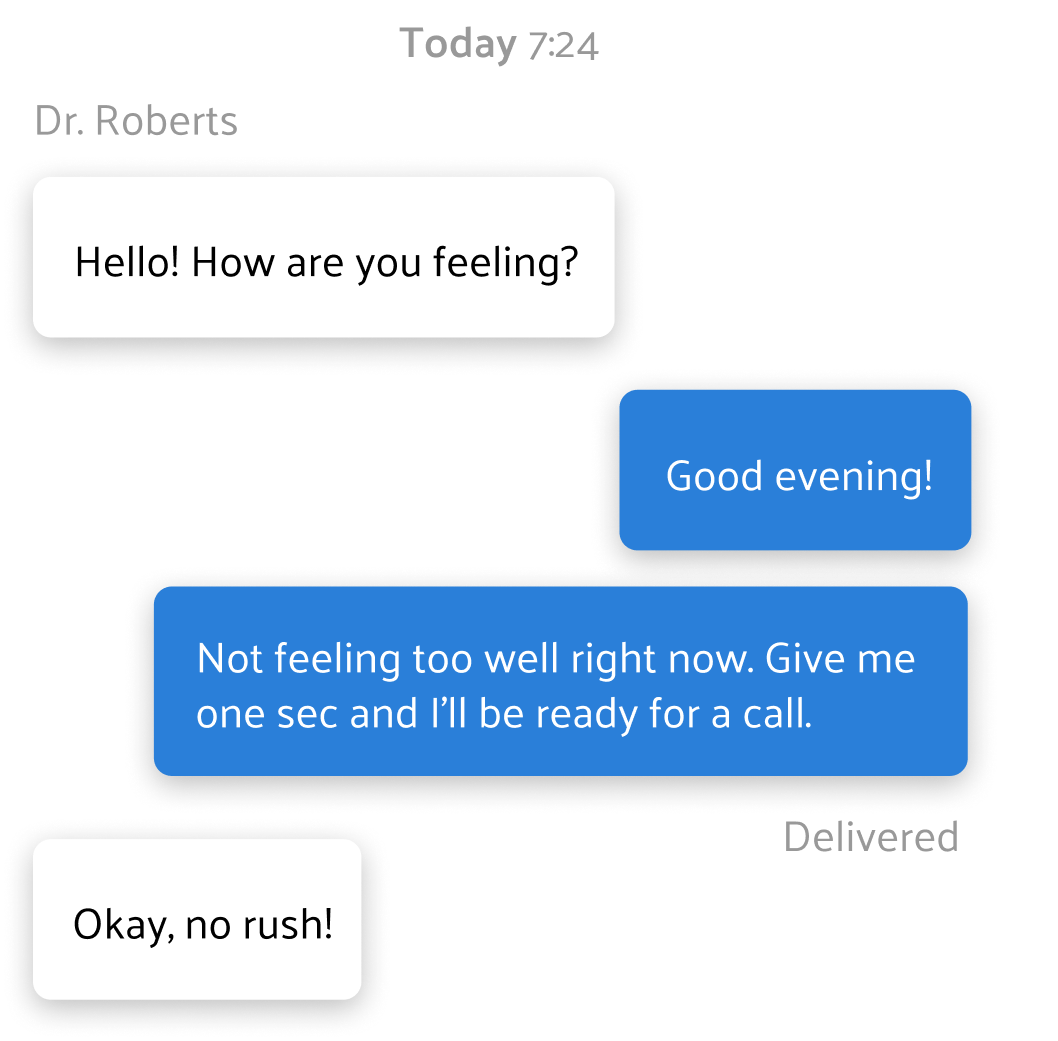 Today 7:24
Dr. Roberts
Hello! How are you feeling?
Good evening!
Not feeling too well right now. Give me
one sec and I'll be ready for a call.
Delivered
Okay, no rush!